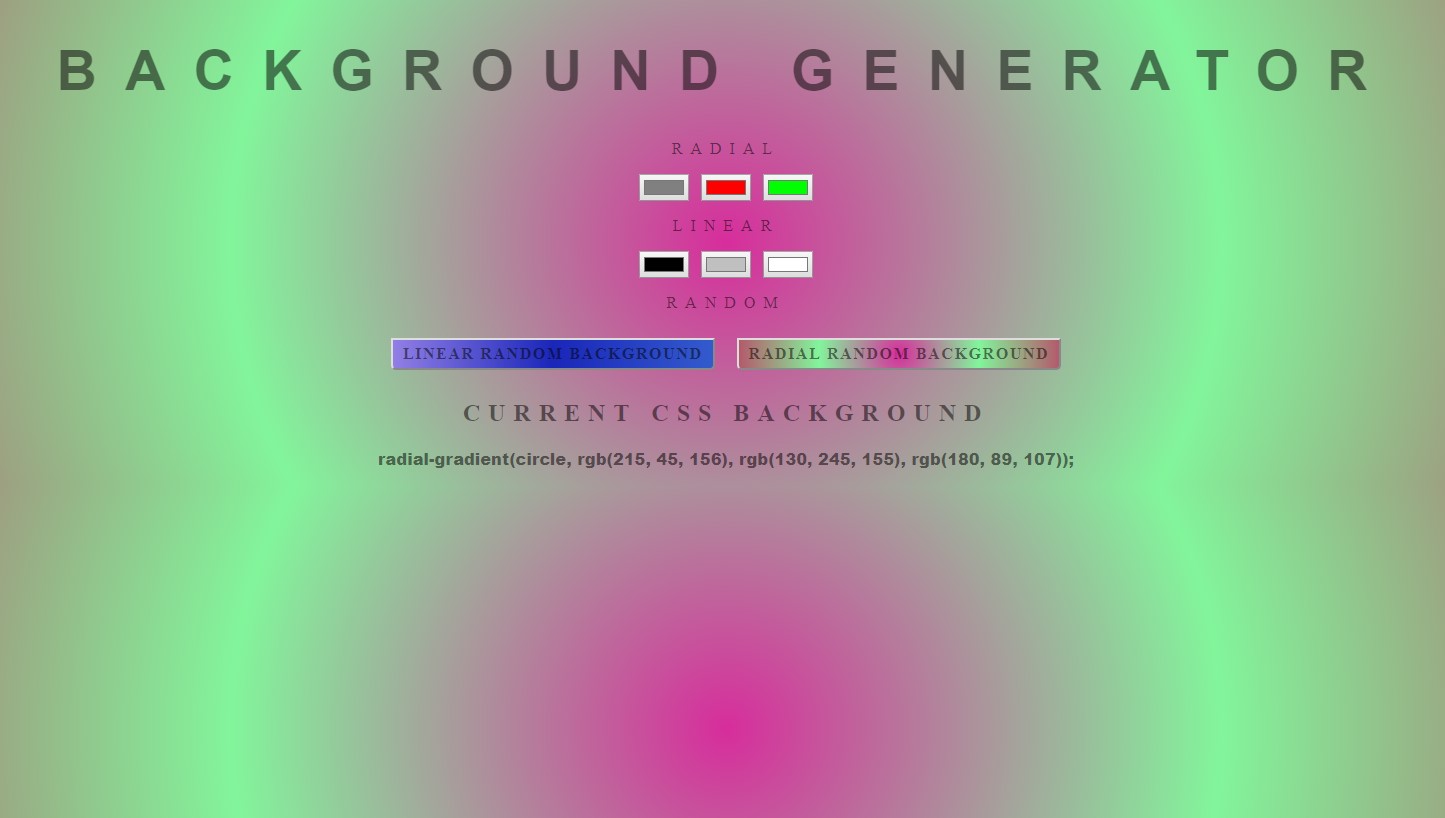 BACKGROUND GENERATOR
RADIAL
LINEAR
RANDOM
LINEAR RANDOM BACKGROUND RADIAL RANDOM BACKGROUND
CURRENT CSS BACKGROUND
radial-gradient(circle, rgb(215, 45, 156), rgb(130, 245, 155), rgb(180, 89, 107));